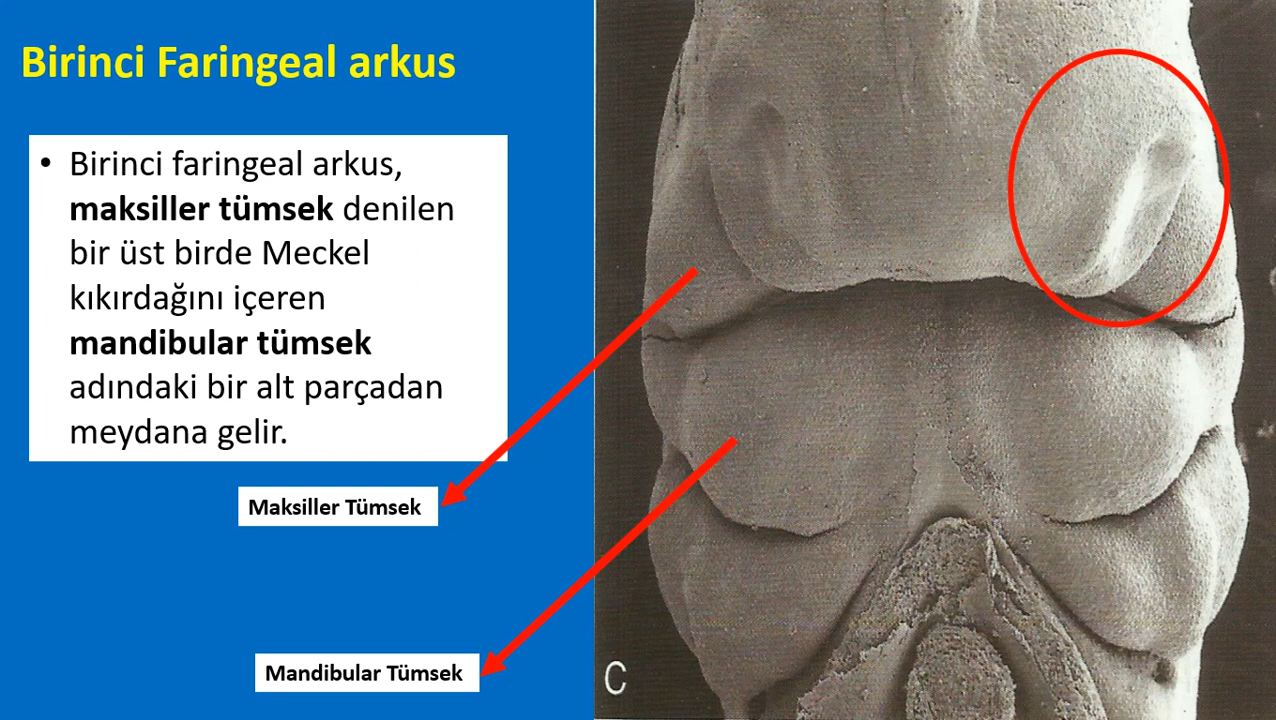 Birinci Faringeal arkus
• Birinci faringeal arkus,
maksiller tümsek denilen
bir üst birde Meckel
kıkırdağını içeren
mandibular tümsek
adındaki bir alt parçadan
meydana gelir.
Maksiller Tümsek
Mandibular Tümsek
C